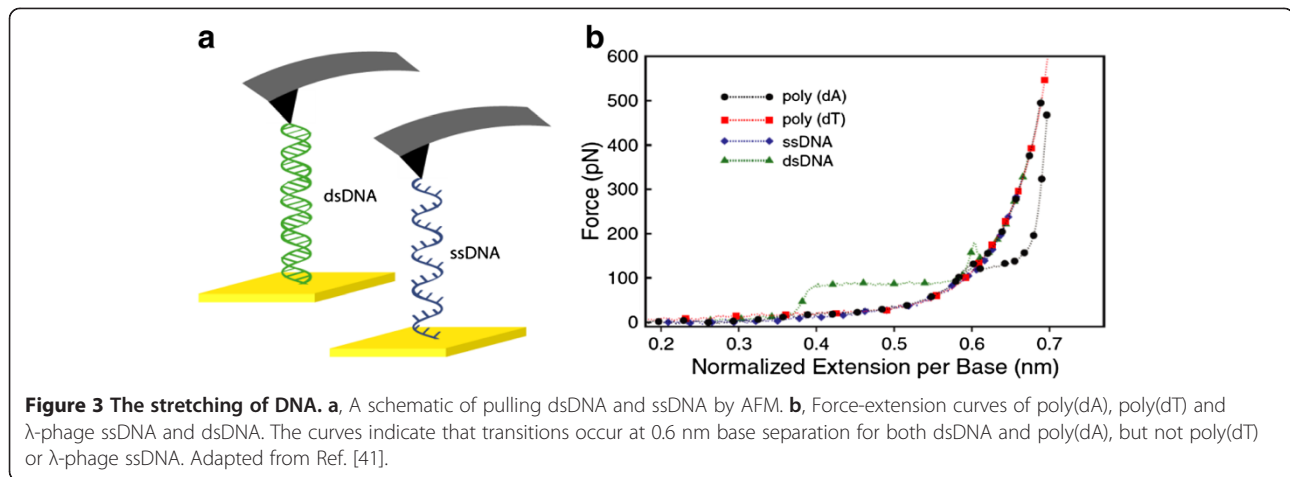 a
b
dsDNA
ssDNA
600
500
400
300
200
100
0
Force (pN)
poly (dA)
poly (dT)
ssDNA
dsDNA
0.2 0.3 0.4 0.5 0.6 0.7
Normalized Extension per Base (nm)
Figure 3 The stretching of DNA. a, A schematic of pulling dsDNA and ssDNA by AFM. b, Force-extension curves of poly(dA), poly(dT) and
λ-phage ssDNA and dsDNA. The curves indicate that transitions occur at 0.6 nm base separation for both dsDNA and poly(dA), but not poly(dT)
or λ-phage ssDNA. Adapted from Ref. [41].